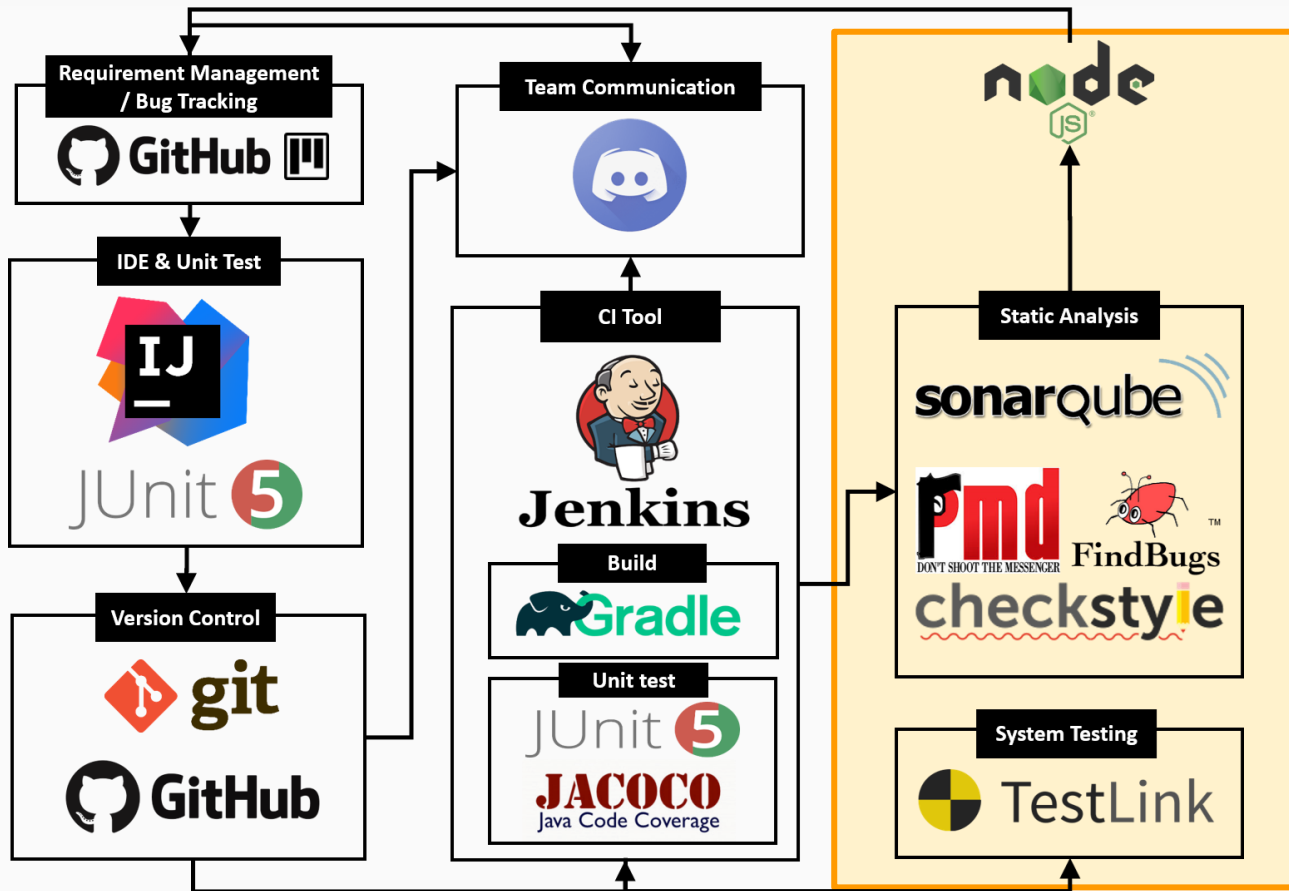 Requirement Management
/ Bug Tracking
GitHub
IDE & Unit Test
IJ
JUnit 5
Version Control
git
GitHub
Team Communication
CI Tool
Jenkins
Build
Gradle
Unit test
JUnit 5
JACOCO
Java Code Coverage
node
JS®
Static Analysis
sonarqube
pmd
DON'T SHOOT THE MESSENGER
FindBugs
TM
checkstyle
System Testing
TestLink